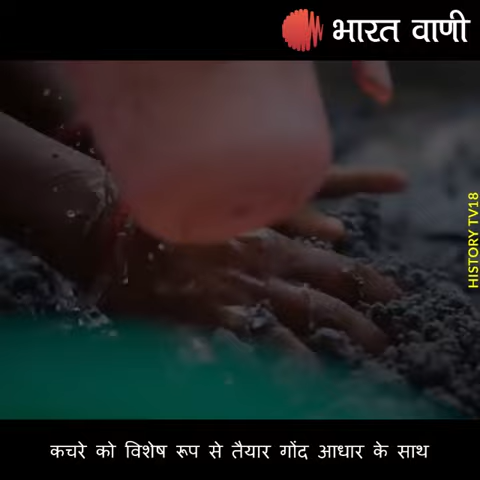 भारत वाणी
HISTORY TV18
कचरे को विशेष रूप से तैयार गोंद आधार के साथ